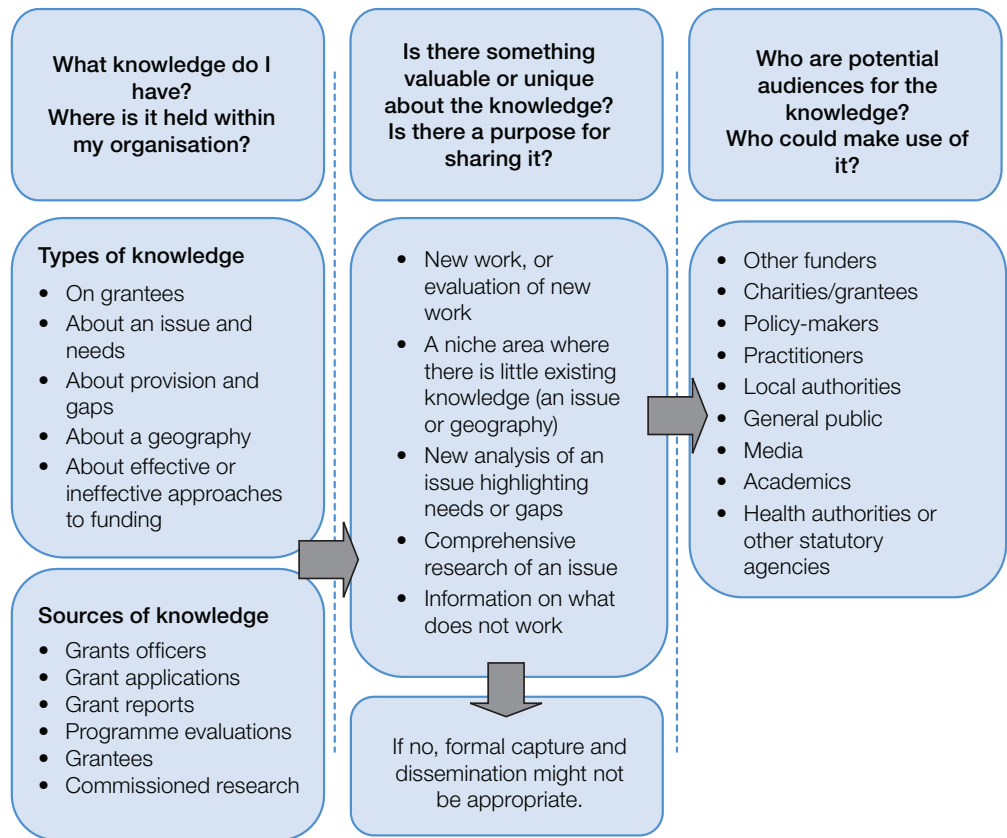 What knowledge do I
have?
Where is it held within
my organisation?
Types of knowledge
• On grantees
• About an issue and
needs
• About provision and
gaps
• About a geography
• About effective or
ineffective approaches
to funding
Sources of knowledge
• Grants officers
• Grant applications
• Grant reports
• Programme evaluations
• Grantees
• Commissioned research
Is there something
valuable or unique
about the knowledge?
Is there a purpose for
sharing it?
• New work, or
evaluation of new
work
• A niche area where
there is little existing
knowledge (an issue
or geography)
• New analysis of an
issue highlighting
needs or gaps
• Comprehensive
research of an issue
• Information on what
does not work
If no, formal capture and
dissemination might not
be appropriate.
Who are potential
audiences for the
knowledge?
Who could make use of
it?
• Other funders
• Charities/grantees
• Policy-makers
• Practitioners
• Local authorities
• General public
• Media
• Academics
• Health authorities or
other statutory
agencies